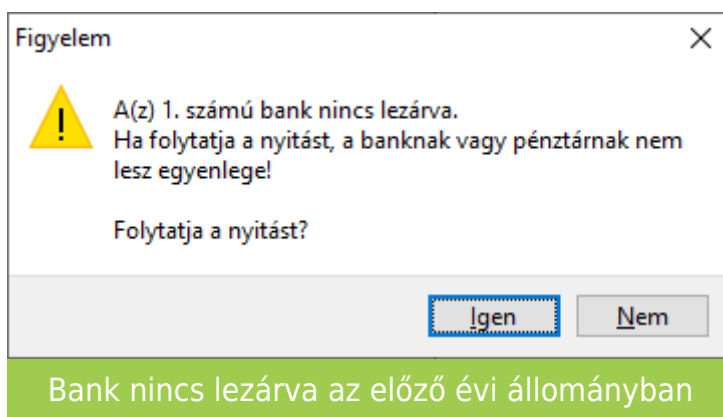 Figyelem
A(z) 1. számú bank nincs lezárva.
Ha folytatja a nyitást, a banknak vagy pénztárnak nem
lesz egyenlege!
Folytatja a nyitást?
Igen
Nem
Bank nincs lezárva az előző évi állományban